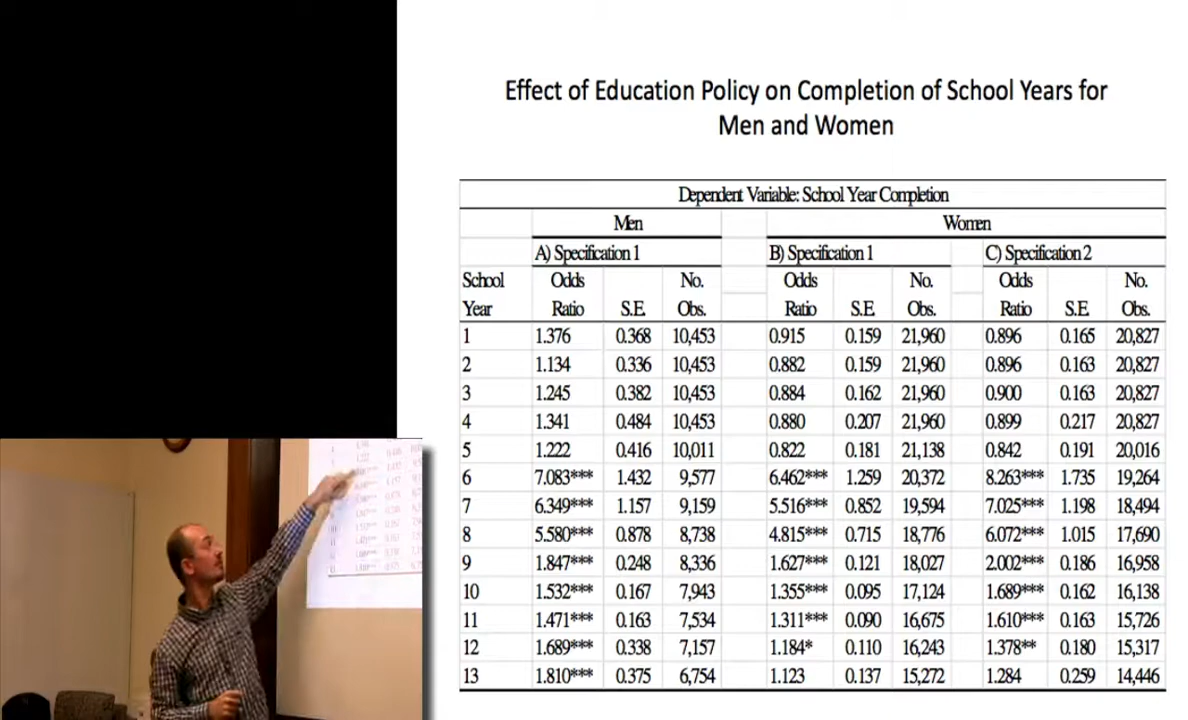 Effect of Education Policy on Completion of School Years for
Men and Women
Dependent Variable: School Year Completion
Men Women
A) Specification 1 B) Specification 1 C) Specification 2
School Odds No. Odds No. Odds No.
Year Ratio S.E. Obs. Ratio S.E. Obs. Ratio S.E. Obs.
1 1.376 0.368 10,453 0.915 0.159 21,960 0.896 0.165 20,827
2 1.134 0.336 10,453 0.882 0.159 21,960 0.896 0.163 20,827
3 1.245 0.382 10,453 0.884 0.162 21,960 0.900 0.163 20,827
4 1.341 0.484 10,453 0.880 0.207 21,960 0.899 0.217 20,827
5 1.222 0.416 10,011 0.822 0.181 21,138 0.842 0.191 20,016
6 7.083*** 1.432 9,577 6.462*** 1.259 20,372 8.263*** 1.735 19,264
7 6.349*** 1.157 9,159 5.516*** 0.852 19,594 7.025*** 1.198 18,494
8 5.580*** 0.878 8,738 4.815*** 0.715 18,776 6.072*** 1.015 17,690
9 1.847*** 0.248 8,336 1.627*** 0.121 18,027 2.002*** 0.186 16,958
10 1.532*** 0.167 7,943 1.355*** 0.095 17,124 1.689*** 0.162 16,138
11 1.471*** 0.163 7,534 1.311*** 0.090 16,675 1.610*** 0.163 15,726
12 1.689*** 0.338 7,157 1.184* 0.110 16,243 1.378** 0.180 15,317
13 1.810*** 0.375 6,754 1.123 0.137 15,272 1.284 0.259 14,446